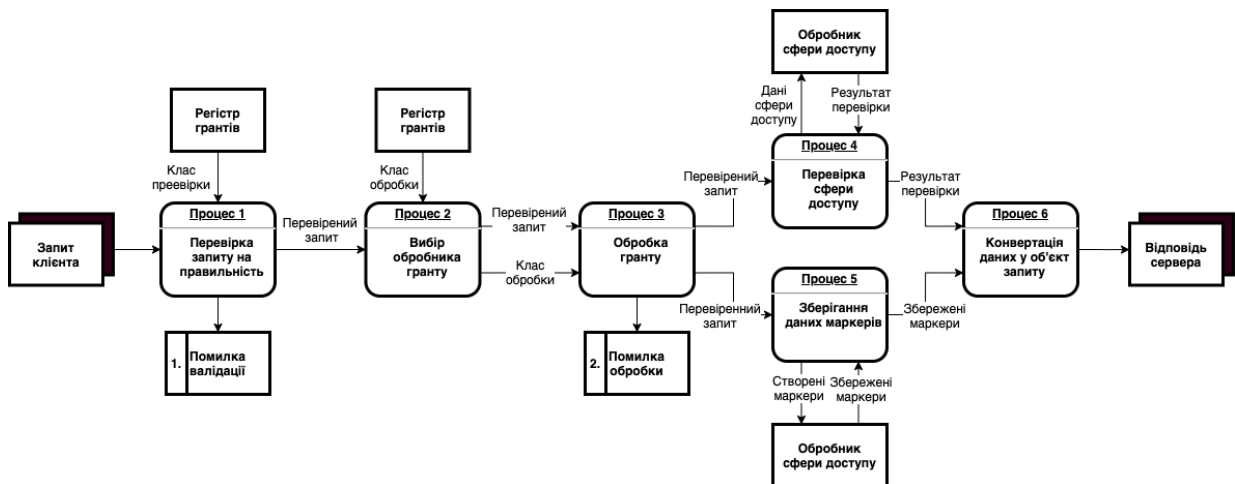 Обробник
сфери доступу
Дані
сфери
доступу
Результат
перевірки
Регістр
грантів
Регістр
грантів
Клас
преевірки
Клас
обробки
Процес 4
Перевірка
сфери
доступу
Перевірений
запит
Результат
перевірки
Процес 1
Перевірка
запиту на
правильність
Перевірений
запит
Процес 2
Вибір
обробника
гранту
Перевірений
запит
Клас
обробки
Процес 3
Обробка
гранту
Процес 6
Конвертація
даних у об'єкт
запиту
Запит
клієнта
Відповідь
сервера
Процес 5
Зберігання
даних маркерів
Перевіренний
запит
Збережені
маркери
1.
Помилка
валідації
2.
Помилка
обробки
Створені
маркери
Збережені
маркери
Обробник
сфери доступу